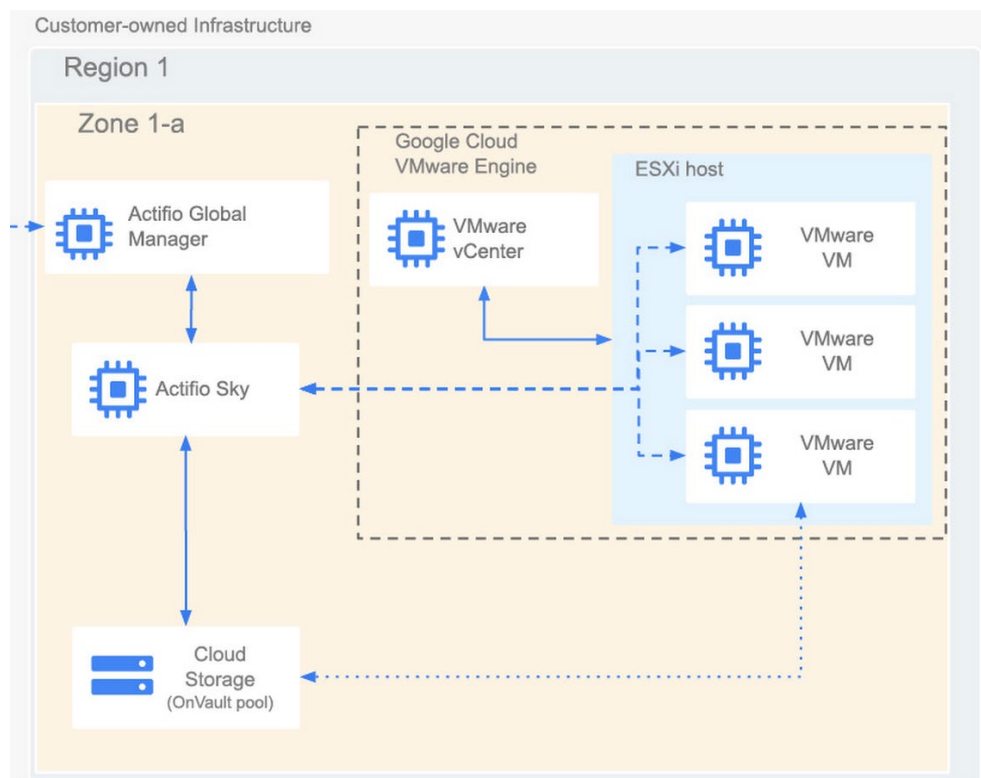 Customer-owned Infrastructure
Region 1
Zone 1-a
Google Cloud
VMware Engine
ESXi host
Actifio Global
Manager
VMware
vCenter
VMware
VM
VMware
VM
Actifio Sky
VMware
VM
Cloud
Storage
(OnVault pool)